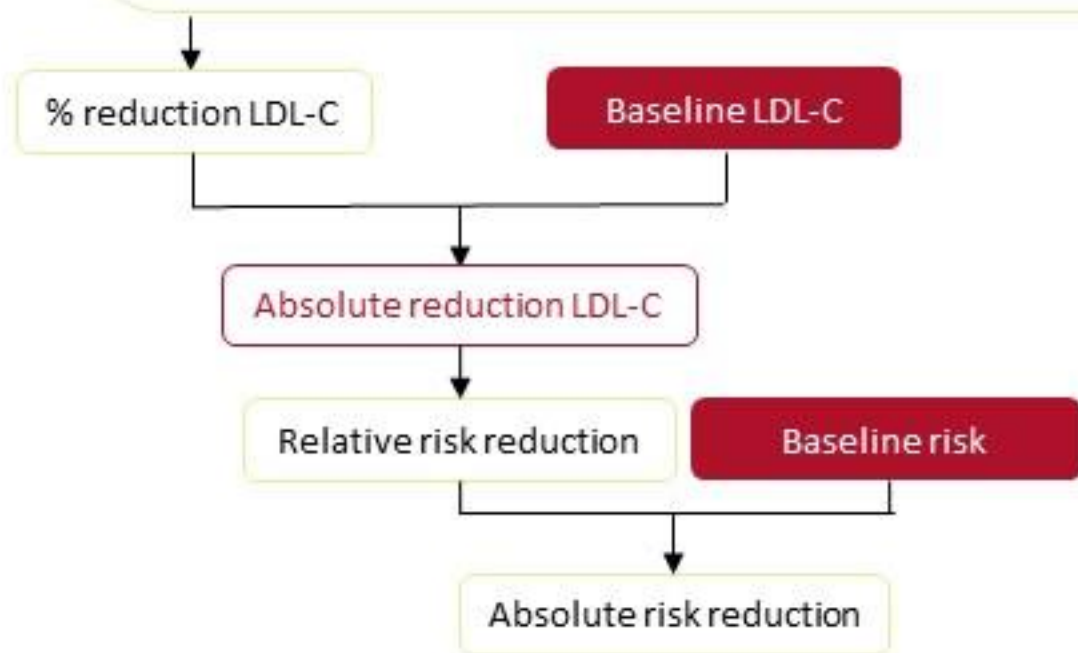 % reduction LDL-C
Baseline LDL-C
Absolute reduction LDL-C
Relative risk reduction
Baseline risk
Absolute risk reduction